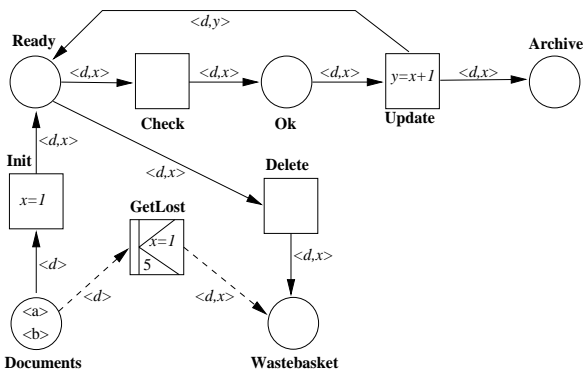 <d,y>
Ready
Archive
<d,x>
<d,x>
<d,x>
y=x+1
<d,x>
Check
Ok
Update
<d,x>
Init
<d,x>
Delete
x=1
GetLost
x=1
5
<d>
<d>
<d,x>
<d,x>
<a>
<b>
Documents
Wastebasket